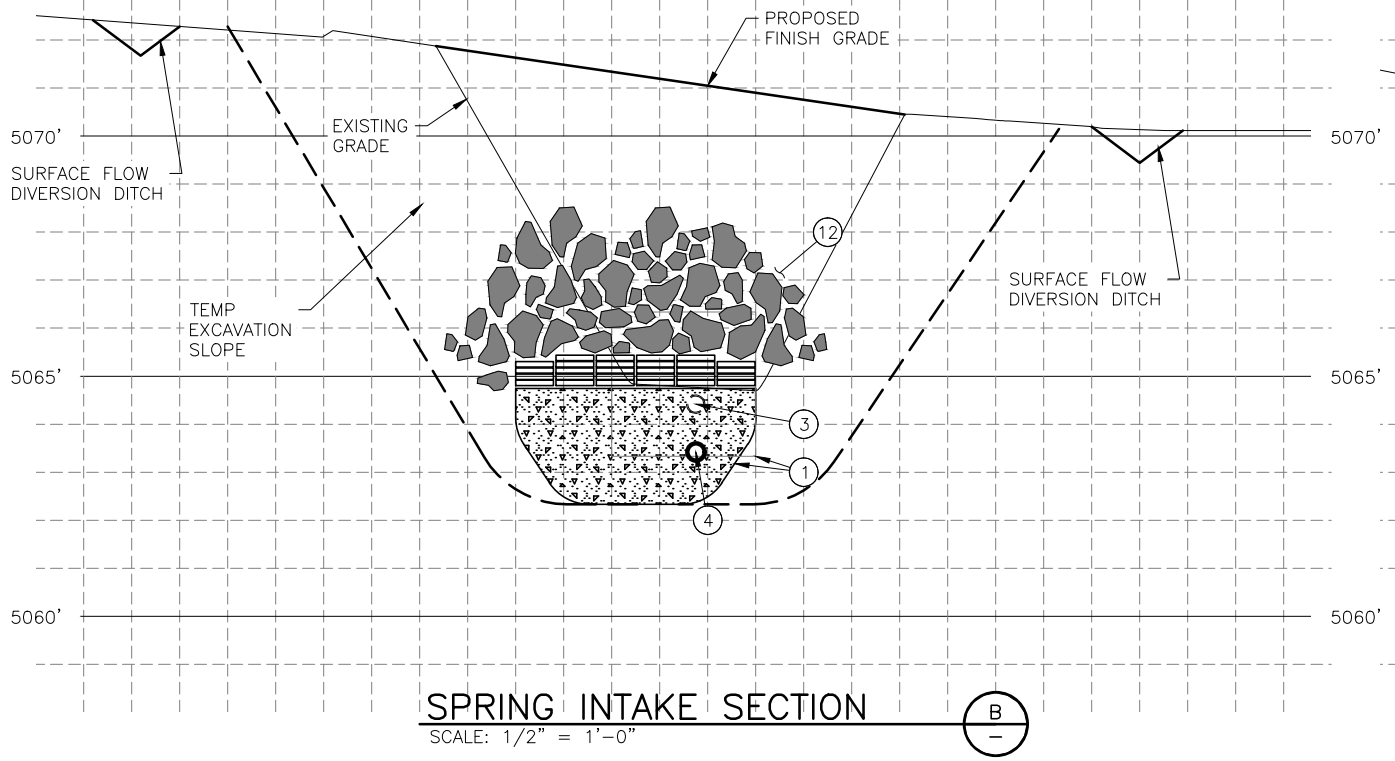 PROPOSED
FINISH GRADE
EXISTING
GRADE
5070'
5070'
SURFACE FLOW
DIVERSION DITCH
12
SURFACE FLOW
DIVERSION DITCH
TEMP
EXCAVATION
SLOPE
5065'
5065'
3
1
4
5060'
5060'
SPRING INTAKE SECTION
SCALE: 1/2" = 1'-0"
B
–